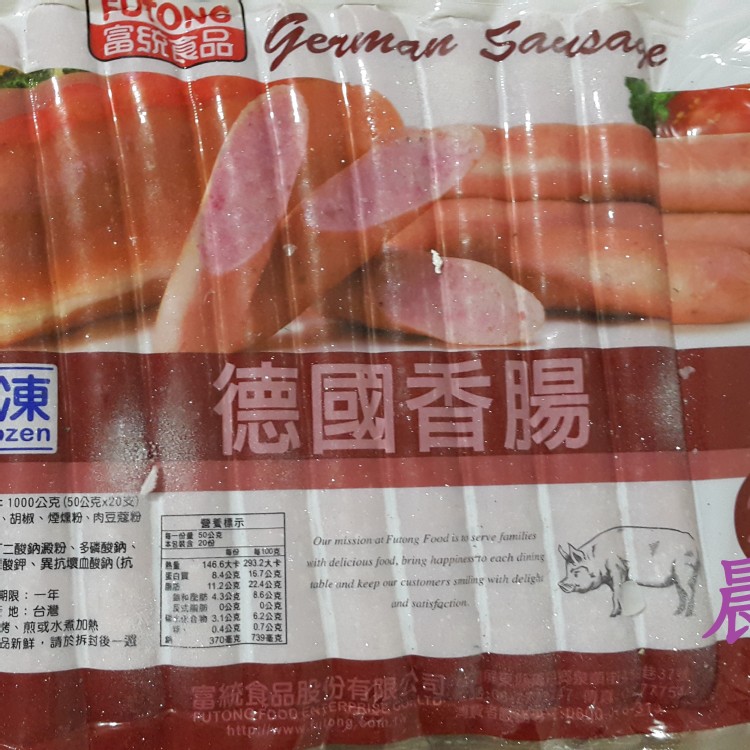 FUTONG
富統食品
German Sausage
凍
ozen
德國香腸
：1000公克(50公克x20支)
、胡椒、煙燻粉、肉豆蔻粉
丁二酸鈉澱粉、多磷酸鈉、
酸鉀、異抗壞血酸鈉(抗
期限：一年
地：台灣
烤、煎或水煮加熱
品新鮮，請於拆封後一週
營養標示
每一份量 50公克
本包裝含 20份
每份 每100克
熱量 146.6大卡 293.2大卡
蛋白質 8.4公克 16.7公克
脂肪 11.2公克 22.4公克
飽和脂肪 4.3公克 8.6公克
反式脂肪 0公克 0公克
碳水化合物 3.1公克 6.2公克
0.4公克 0.7公克
鈉 370毫克 739毫克
Our mission at Futong Food is to serve families
with delicious food, bring happiness to each dining
table and keep our customers smiling with delight
and satisfaction.
晨
富統食品股份有限公司
FUTONG FOOD ENTERPRISE CO., LTD
http://www.futong.com.tw